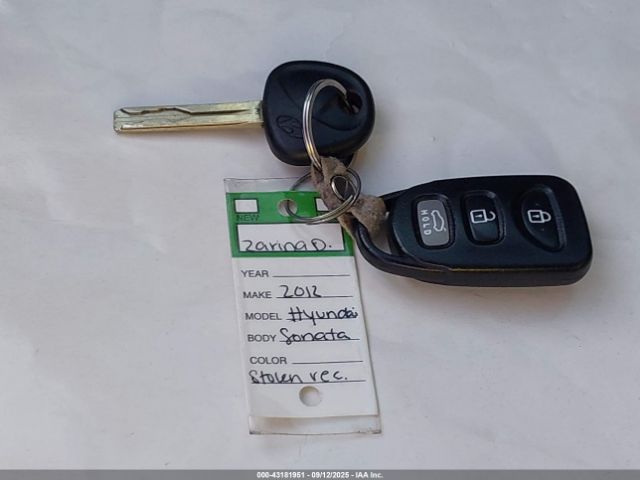 HOLD
NEW
Zarina D.
YEAR
MAKE 2012
MODEL Hyundai
BODY Sonata
COLOR
Stolen rec.
000-43181951 - 09/12/2025 - IAA Inc.